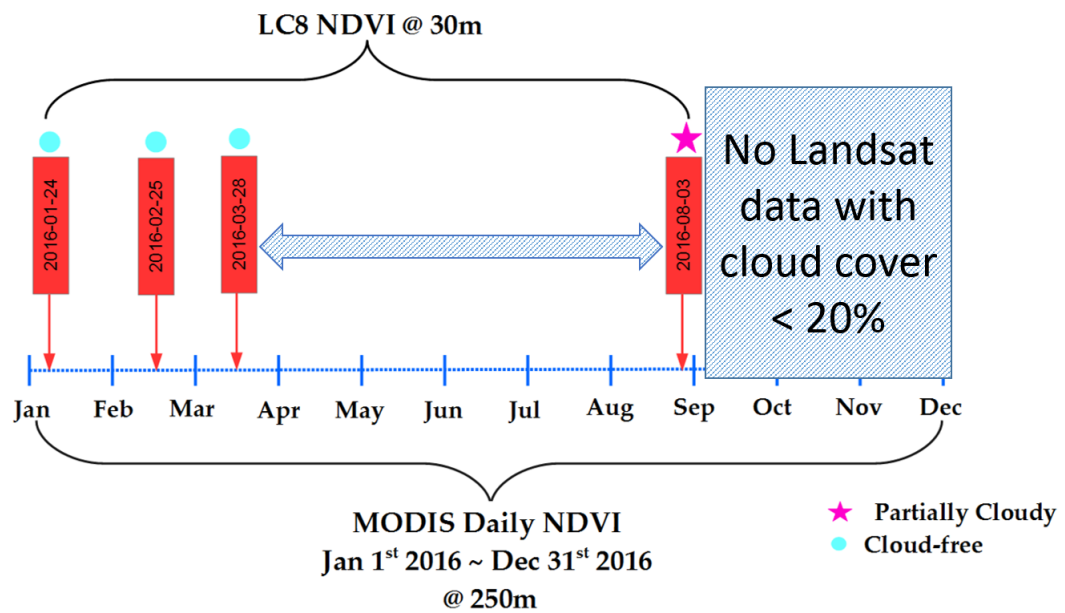 LC8 NDVI @ 30m
2016-01-24
2016-02-25
2016-03-28
2016-08-03
No Landsat
data with
cloud cover
< 20%
Jan Feb Mar Apr May Jun Jul Aug Sep Oct Nov Dec
MODIS Daily NDVI
Jan 1st 2016 ~ Dec 31st 2016
@ 250m
Partially Cloudy
Cloud-free